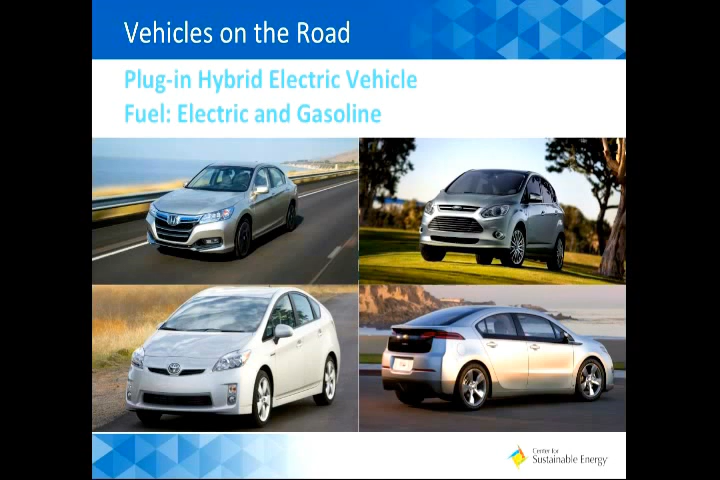 Vehicles on the Road
Plug-in Hybrid Electric Vehicle
Fuel: Electric and Gasoline
Center for
Sustainable Energy